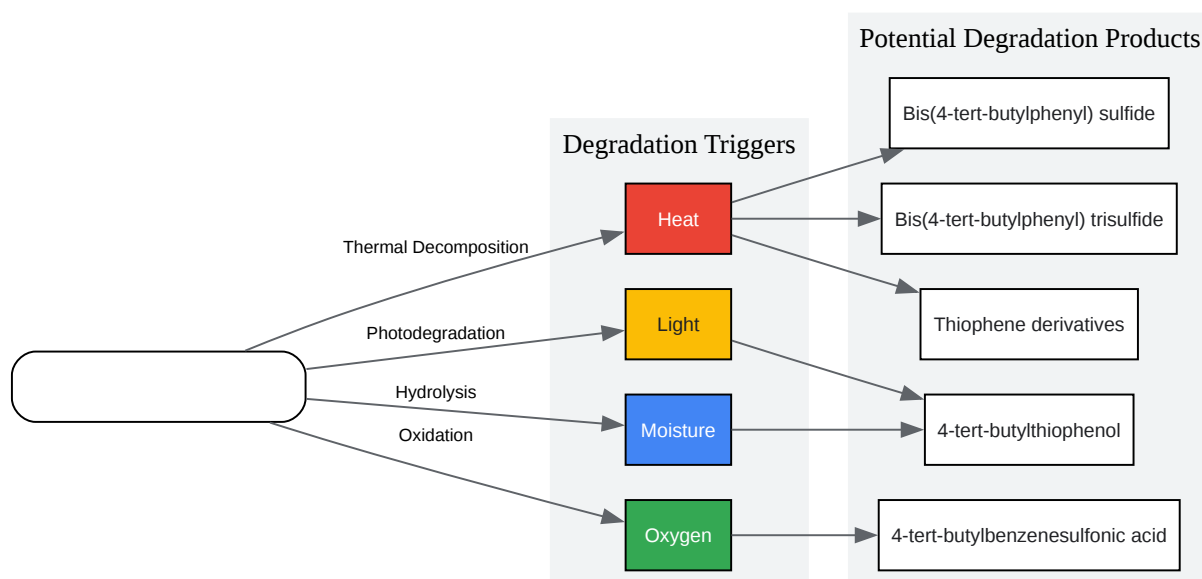 Potential Degradation Products
Bis(4-tert-butylphenyl) sulfide
Degradation Triggers
Heat
Bis(4-tert-butylphenyl) trisulfide
Thermal Decomposition
Light
Thiophene derivatives
Photodegradation
Hydrolysis
Moisture
4-tert-butylthiophenol
Oxidation
Oxygen
4-tert-butylbenzenesulfonic acid